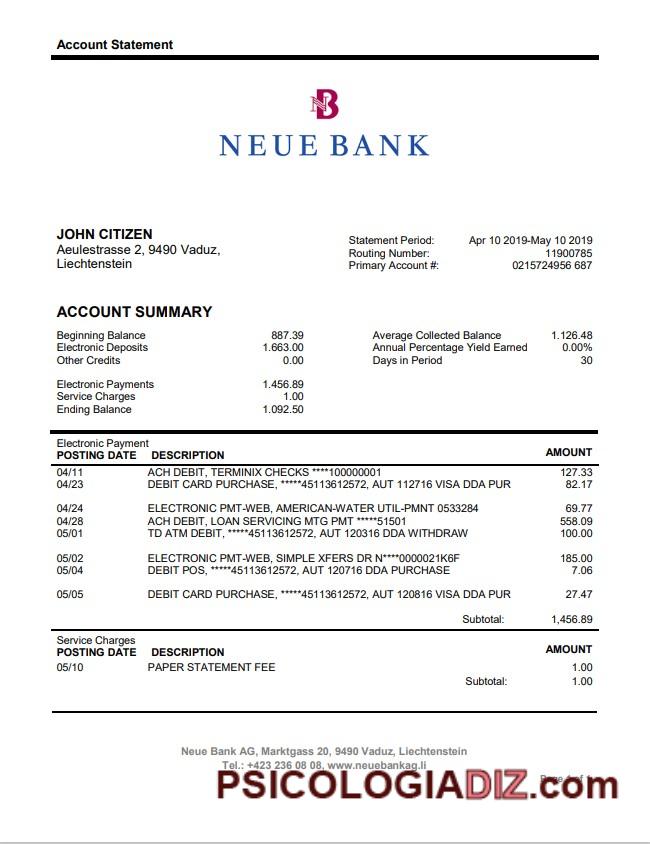 Account Statement
NB
NEUE BANK
JOHN CITIZEN
Aeulestrasse 2, 9490 Vaduz,
Liechtenstein
Statement Period: Apr 10 2019-May 10 2019
Routing Number: 11900785
Primary Account #: 0215724956 687
ACCOUNT SUMMARY
Beginning Balance 887.39 Average Collected Balance 1.126.48
Electronic Deposits 1.663.00 Annual Percentage Yield Earned 0.00%
Other Credits 0.00 Days in Period 30
Electronic Payments 1.456.89
Service Charges 1.00
Ending Balance 1.092.50
Electronic Payment
POSTING DATE DESCRIPTION AMOUNT
04/11 ACH DEBIT, TERMINIX CHECKS ****100000001 127.33
04/23 DEBIT CARD PURCHASE, *****45113612572, AUT 112716 VISA DDA PUR 82.17
04/24 ELECTRONIC PMT-WEB, AMERICAN-WATER UTIL-PMNT 0533284 69.77
04/28 ACH DEBIT, LOAN SERVICING MTG PMT *****51501 558.09
05/01 TD ATM DEBIT, *****45113612572, AUT 120316 DDA WITHDRAW 100.00
05/02 ELECTRONIC PMT-WEB, SIMPLE XFERS DR N****0000021K6F 185.00
05/04 DEBIT POS, *****45113612572, AUT 120716 DDA PURCHASE 7.06
05/05 DEBIT CARD PURCHASE, *****45113612572, AUT 120816 VISA DDA PUR 27.47
Subtotal: 1,456.89
Service Charges
POSTING DATE DESCRIPTION AMOUNT
05/10 PAPER STATEMENT FEE 1.00
Subtotal: 1.00
Neue Bank AG, Marktgass 20, 9490 Vaduz, Liechtenstein
Tel.: +423 236 08 08, www.neuebankag.li
PSICOLOGIADIZ.com